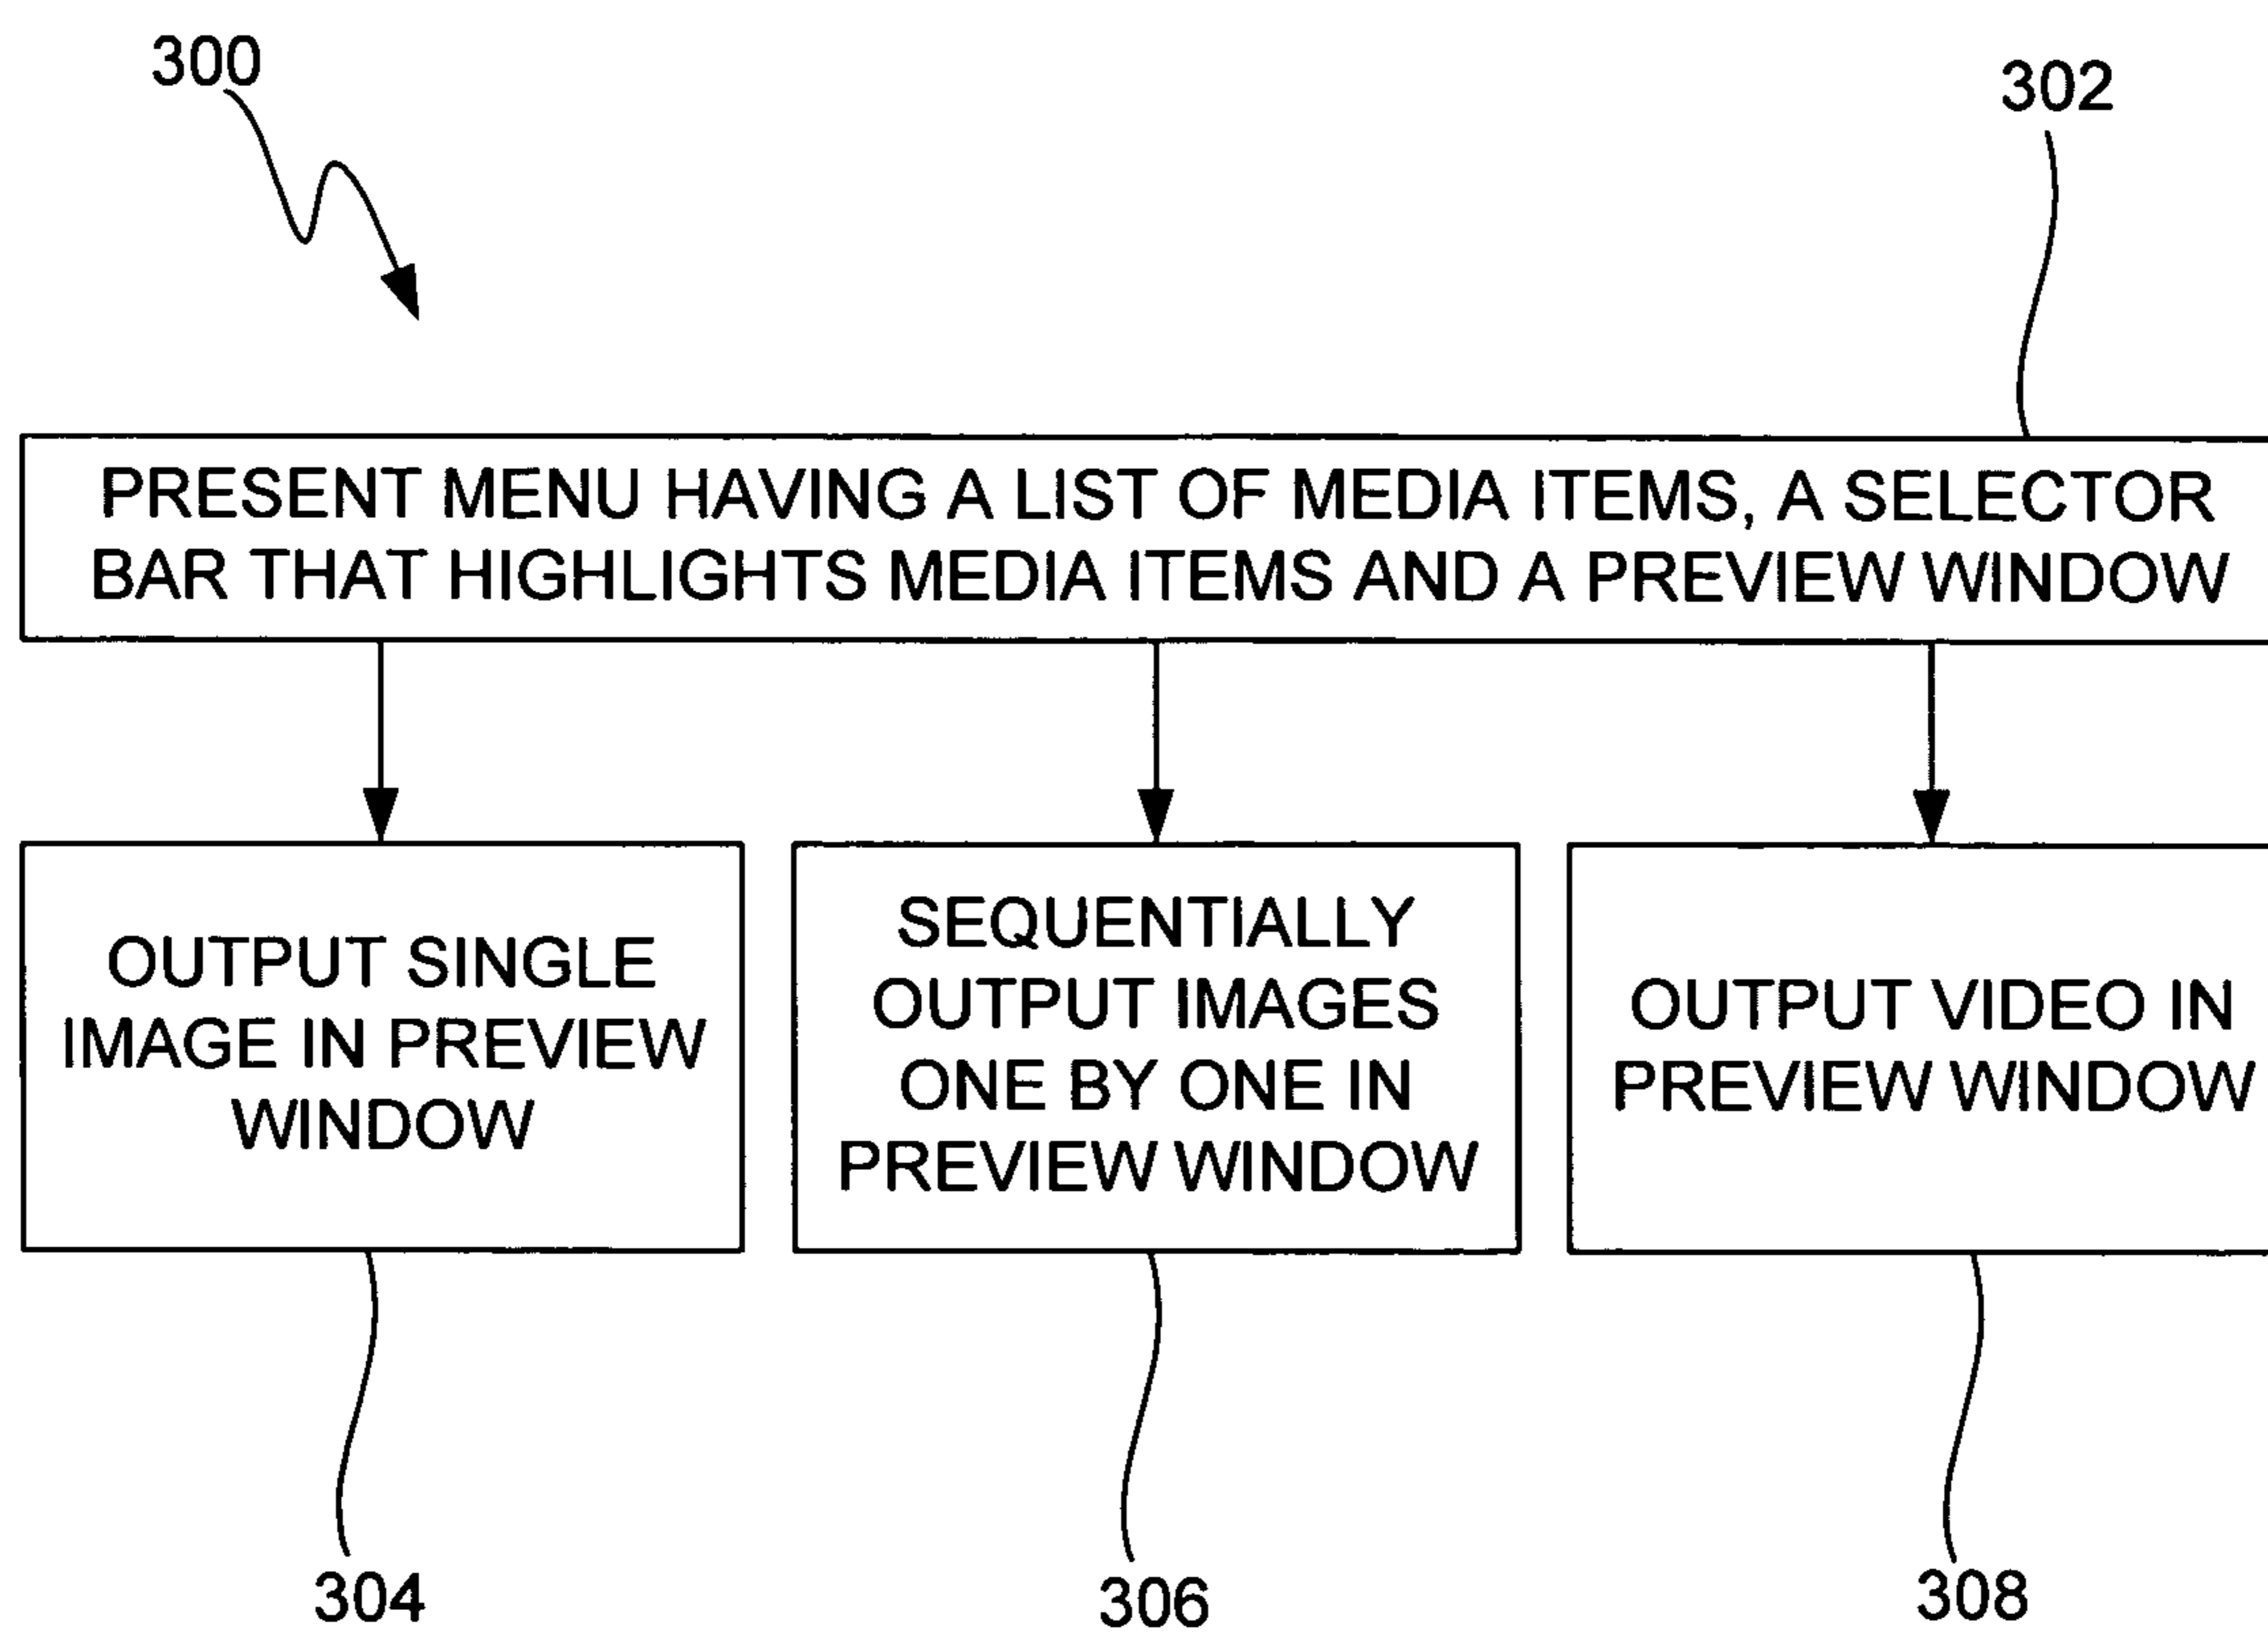 300
302
PRESENT MENU HAVING A LIST OF MEDIA ITEMS, A SELECTOR
BAR THAT HIGHLIGHTS MEDIA ITEMS AND A PREVIEW WINDOW
OUTPUT SINGLE
IMAGE IN PREVIEW
WINDOW
SEQUENTIALLY
OUTPUT IMAGES
ONE BY ONE IN
PREVIEW WINDOW
OUTPUT VIDEO IN
PREVIEW WINDOW
304
306
308